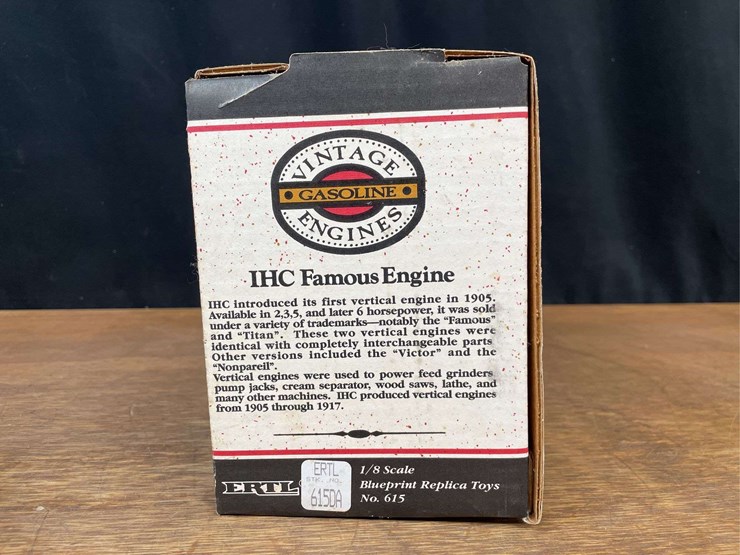 VINTAGE
GASOLINE
ENGINES
IHC Famous Engine
IHC introduced its first vertical engine in 1905.
Available in 2,3,5, and later 6 horsepower, it was sold
under a variety of trademarks—notably the "Famous"
and "Titan". These two vertical engines were
identical with completely interchangeable parts
Other versions included the "Victor" and the
"Nonpareil".
Vertical engines were used to power feed grinders
pump jacks, cream separator, wood saws, lathe, and
many other machines. IHC produced vertical engines
from 1905 through 1917.
ERTL
ERTL
STK. NO.
615DA
1/8 Scale
Blueprint Replica Toys
No. 615